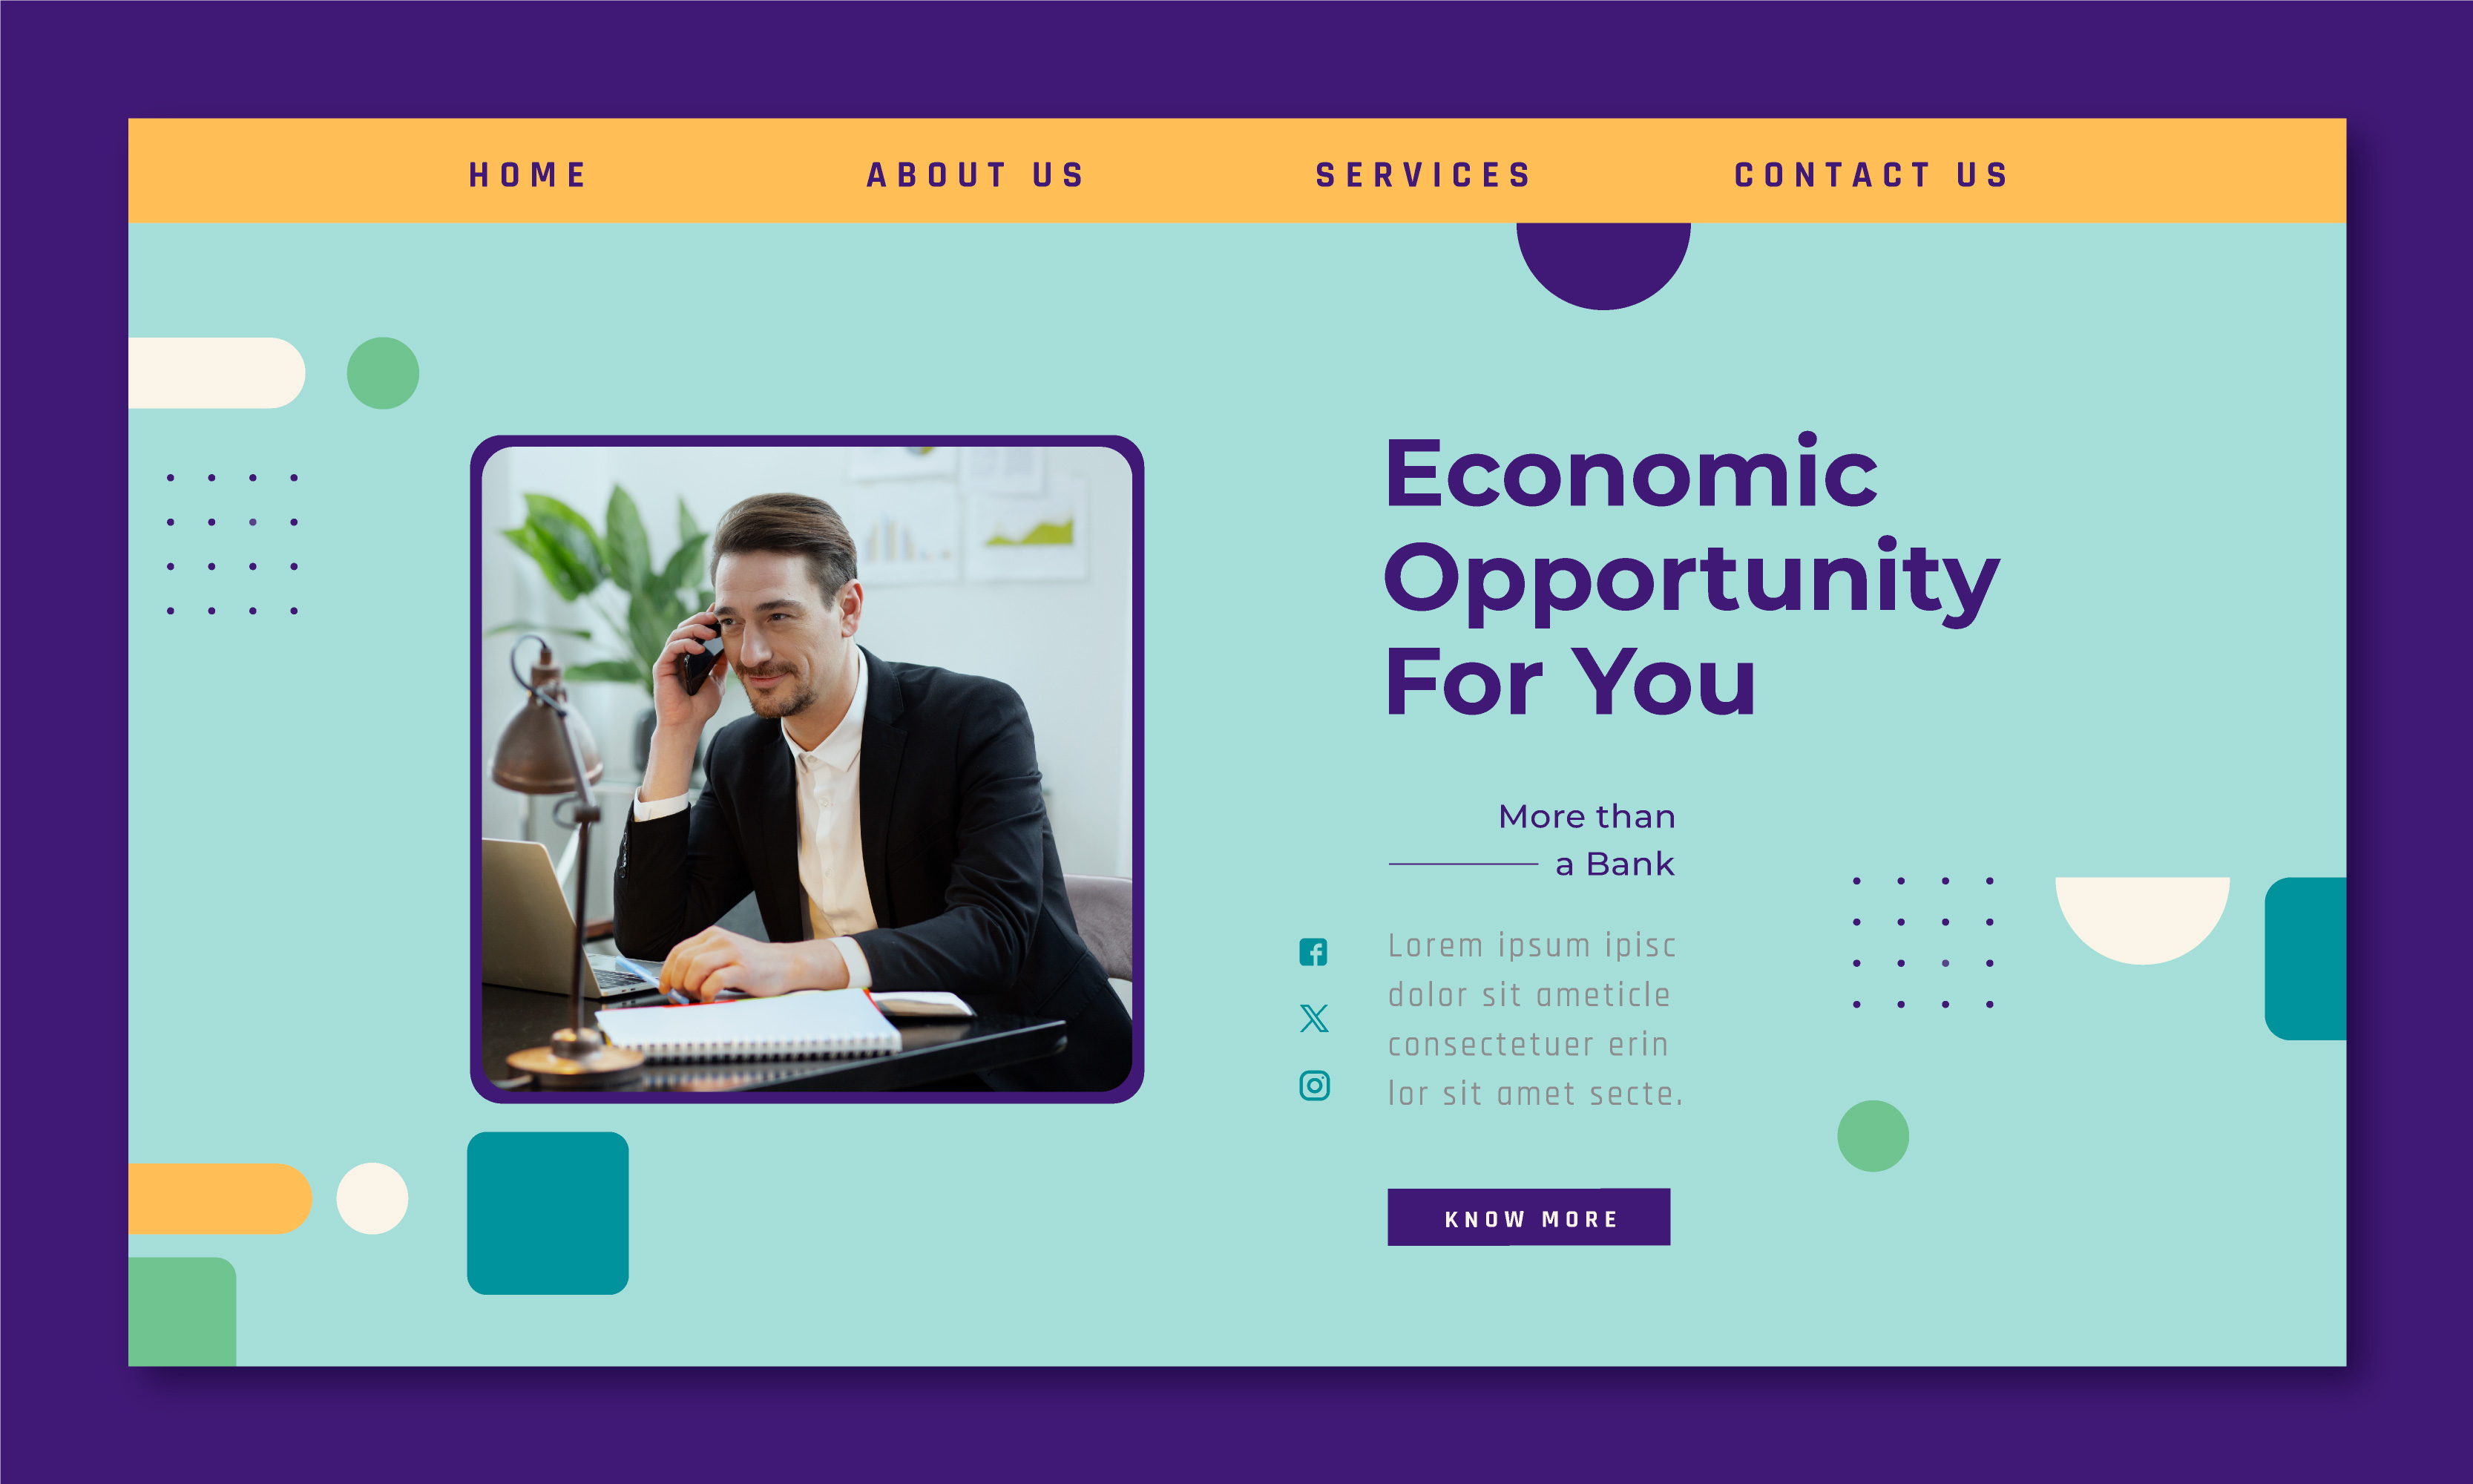 HOME ABOUT US SERVICES CONTACT US
Economic
Opportunity
For You
More than
a Bank
Lorem ipsum ipisc
dolor sit ameticle
consectetuer erin
lor sit amet secte.
KNOW MORE